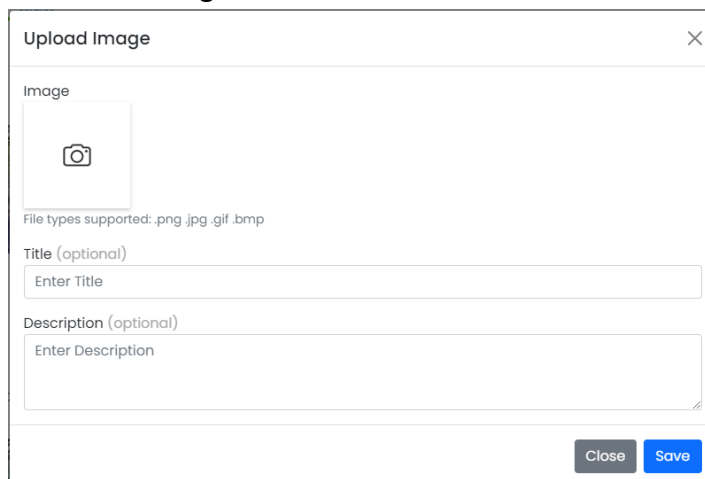 Upload Image
Image
File types supported: .png .jpg .gif .bmp
Title (optional)
Enter Title
Description (optional)
Enter Description
Close Save